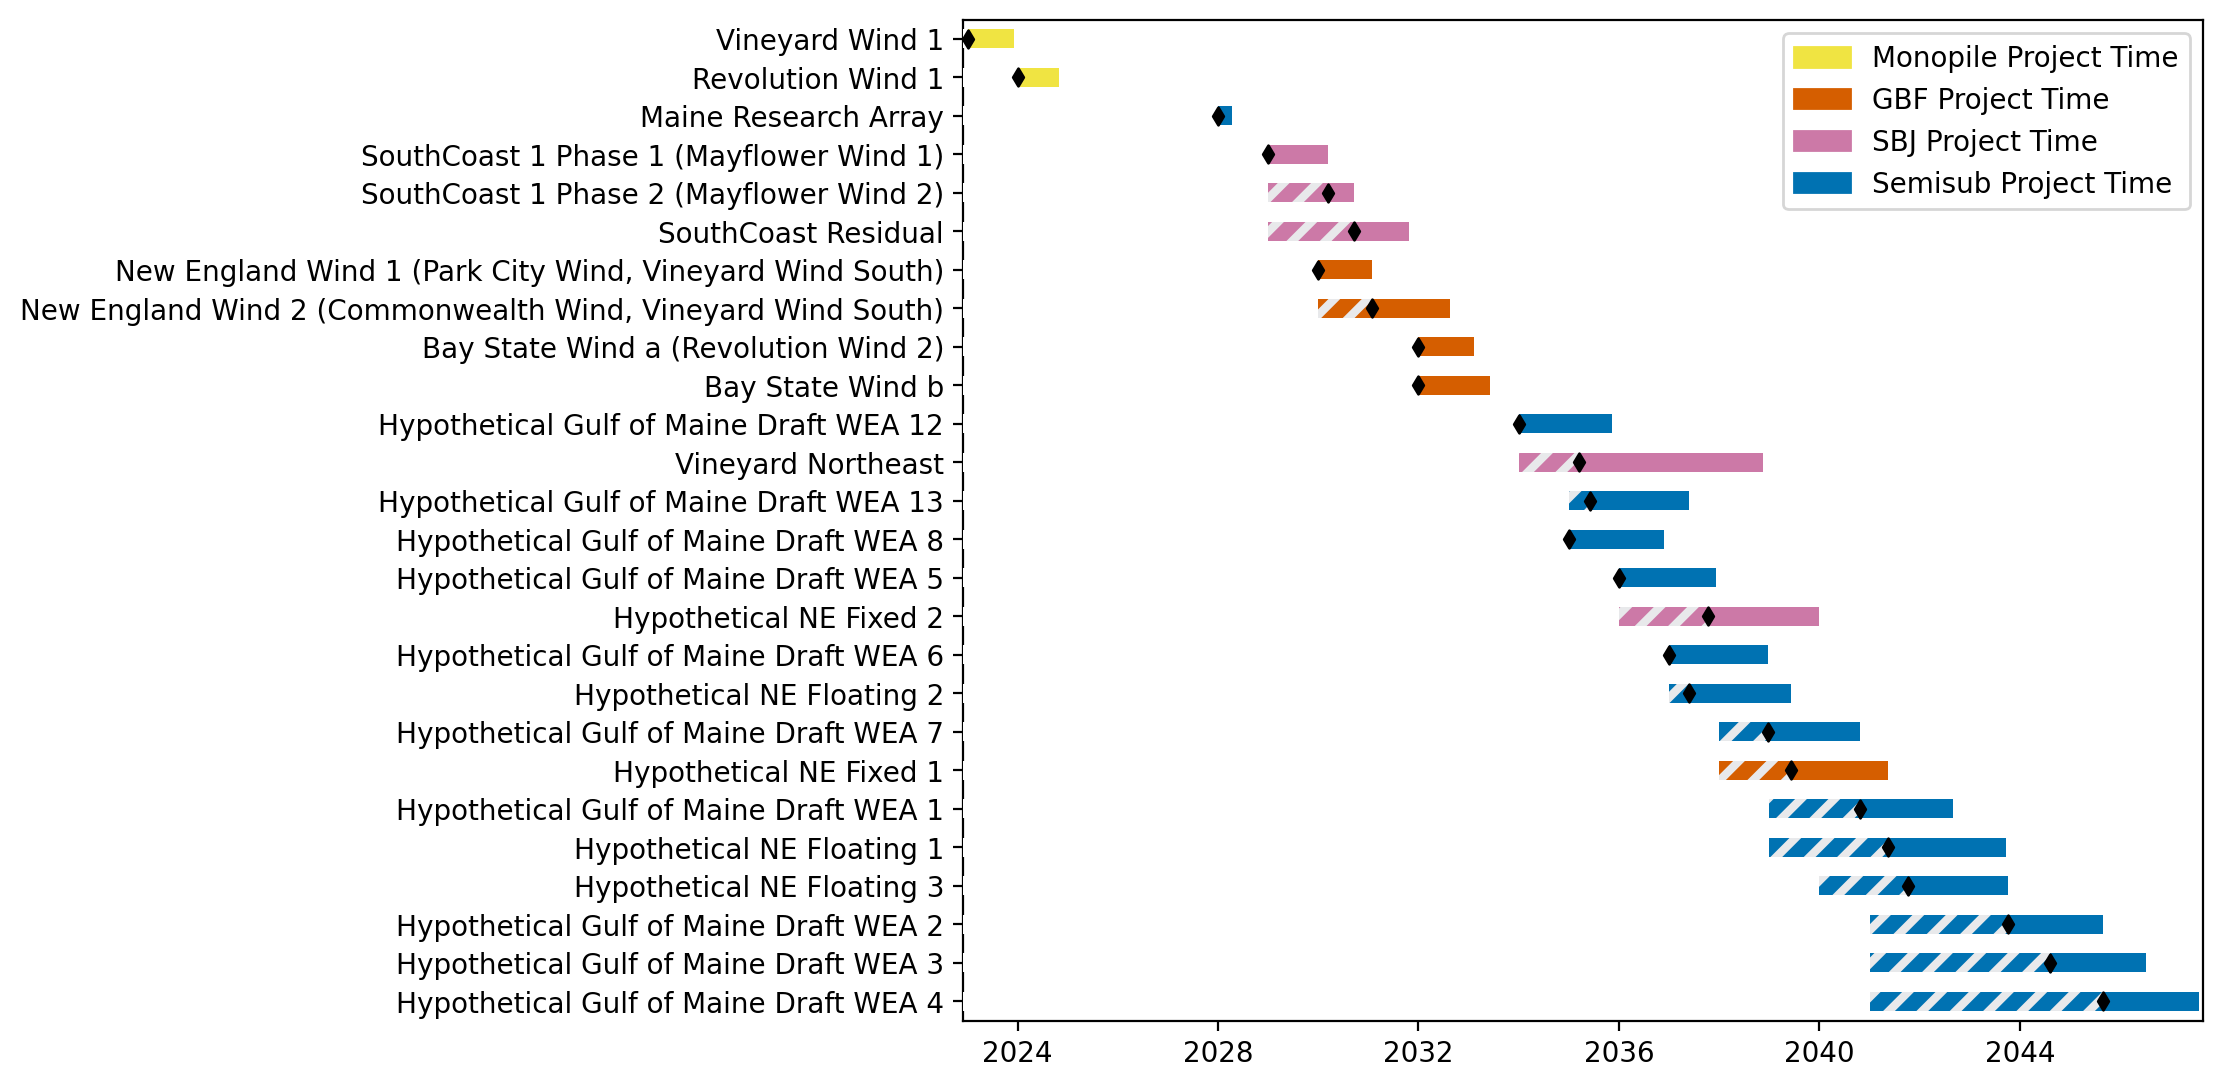 Vineyard Wind 1
Revolution Wind 1
Maine Research Array
SouthCoast 1 Phase 1 (Mayflower Wind 1)
SouthCoast 1 Phase 2 (Mayflower Wind 2)
SouthCoast Residual
New England Wind 1 (Park City Wind, Vineyard Wind South)
New England Wind 2 (Commonwealth Wind, Vineyard Wind South)
Bay State Wind a (Revolution Wind 2)
Bay State Wind b
Hypothetical Gulf of Maine Draft WEA 12
Vineyard Northeast
Hypothetical Gulf of Maine Draft WEA 13
Hypothetical Gulf of Maine Draft WEA 8
Hypothetical Gulf of Maine Draft WEA 5
Hypothetical NE Fixed 2
Hypothetical Gulf of Maine Draft WEA 6
Hypothetical NE Floating 2
Hypothetical Gulf of Maine Draft WEA 7
Hypothetical NE Fixed 1
Hypothetical Gulf of Maine Draft WEA 1
Hypothetical NE Floating 1
Hypothetical NE Floating 3
Hypothetical Gulf of Maine Draft WEA 2
Hypothetical Gulf of Maine Draft WEA 3
Hypothetical Gulf of Maine Draft WEA 4
Monopile Project Time
GBF Project Time
SBJ Project Time
Semisub Project Time
2024 2028 2032 2036 2040 2044